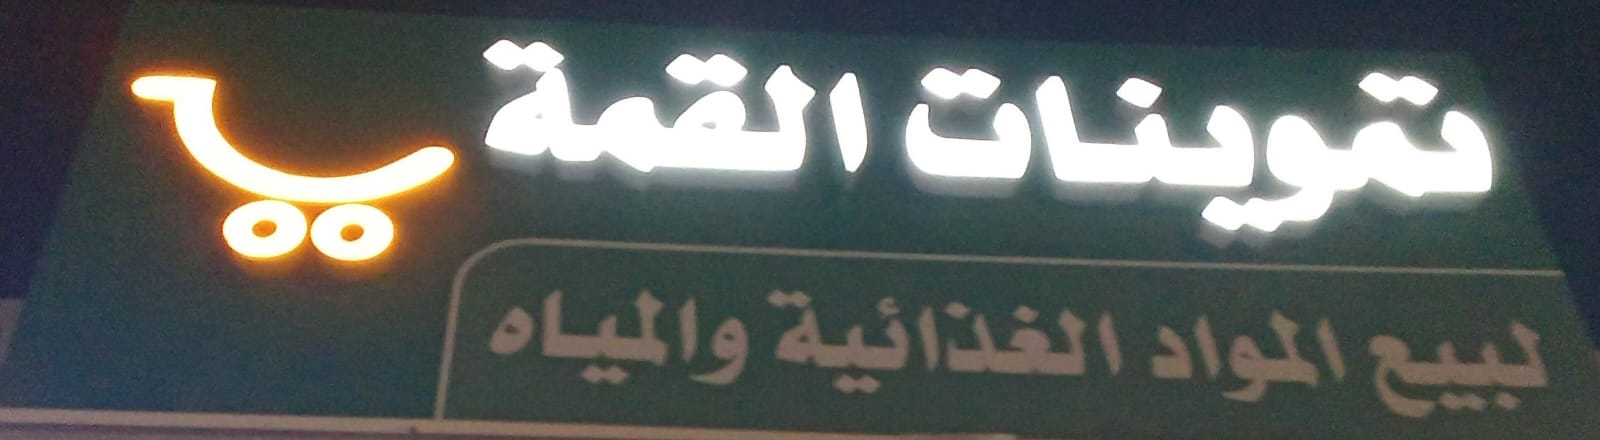 تموينات القمة
لبيع المواد الغذائية والمياه